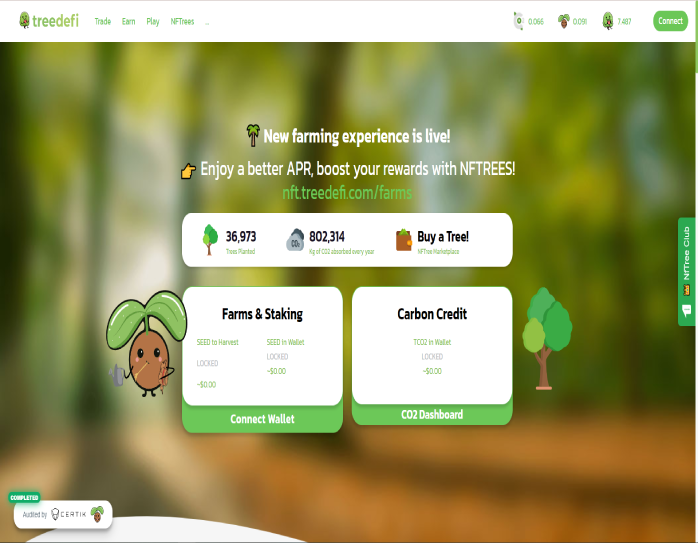 treedefi Trade Earn Play NFTrees ... 0.066 0.091 7.487 Connect
New farming experience is live!
Enjoy a better APR, boost your rewards with NFTREES!
nft.treedefi.com/farms
36,973
Trees Planted
802,314
Kg of CO2 absorbed every year
Buy a Tree!
NFTree Marketplace
CO₂
NfTree Club
Farms & Staking
SEED to Harvest
LOCKED
~$0.00
SEED in Wallet
LOCKED
~$0.00
Connect Wallet
Carbon Credit
TCO2 in Wallet
LOCKED
~$0.00
CO2 Dashboard
COMPLETED
Audited by CERTIK